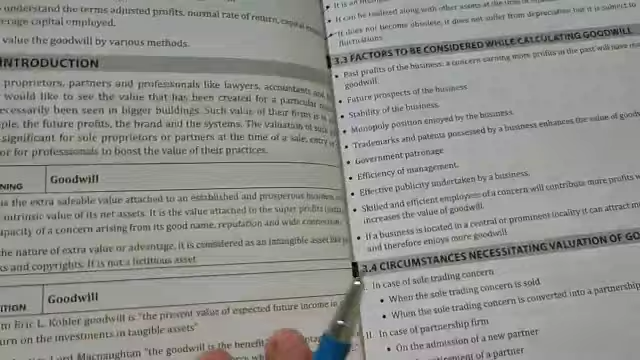 understand the terms adjusted profits, normal rate of return, capital
erage capital employed.
value the goodwill by various methods.
INTRODUCTION
proprietors, partners and professionals like lawyers, accountants and
would like to see the value that has been created for a particular
ecessarily been seen in bigger buildings. Such value of their firms is in
ple, the future profits, the brand and the systems. The valuation of such
significant for sole proprietors or partners at the time of a sale, entry or
or for professionals to boost the value of their practices.
NING
Goodwill
is the extra saleable value attached to an established and prosperous business
intrinsic value of its net assets. It is the value attached to the super profits
apacity of a concern arising from its good name, reputation and wide connection.
the nature of extra value or advantage, it is considered as an intangible asset like
ks and copyrights. It is not a fictitious asset.
ITION
Goodwill
m Eric L. Kohler goodwill is "the present value of expected future income in
urn on the investments in tangible assets"
Lord Macnaughtan "the goodwill is the benefit
It can be realized along with other assets at the time of
It does not become obsolete, it does not suffer from depreciation but it is subject to
fluctuations.
3.3 FACTORS TO BE CONSIDERED WHILE CALCULATING GOODWILL
• Past profits of the business: a concern earning more profits in the past will have
goodwill.
• Future prospects of the business
• Stability of the business.
• Monopoly position enjoyed by the business.
• Trademarks and patents possessed by a business enhances the value of
• Government patronage
• Efficiency of management.
• Effective publicity undertaken by a business.
• Skilled and efficient employees of a concern will contribute more profits
increases the value of goodwill.
• If a business is located in a central or prominent locality it can attract
and therefore enjoys more goodwill.
3.4 CIRCUMSTANCES NECESSITATING VALUATION OF GO
I. In case of sole trading concern
• When the sole trading concern is sold
• When the sole trading concern is converted into a partnership
II. In case of partnership firm
• On the admission of a new partner
of a partner